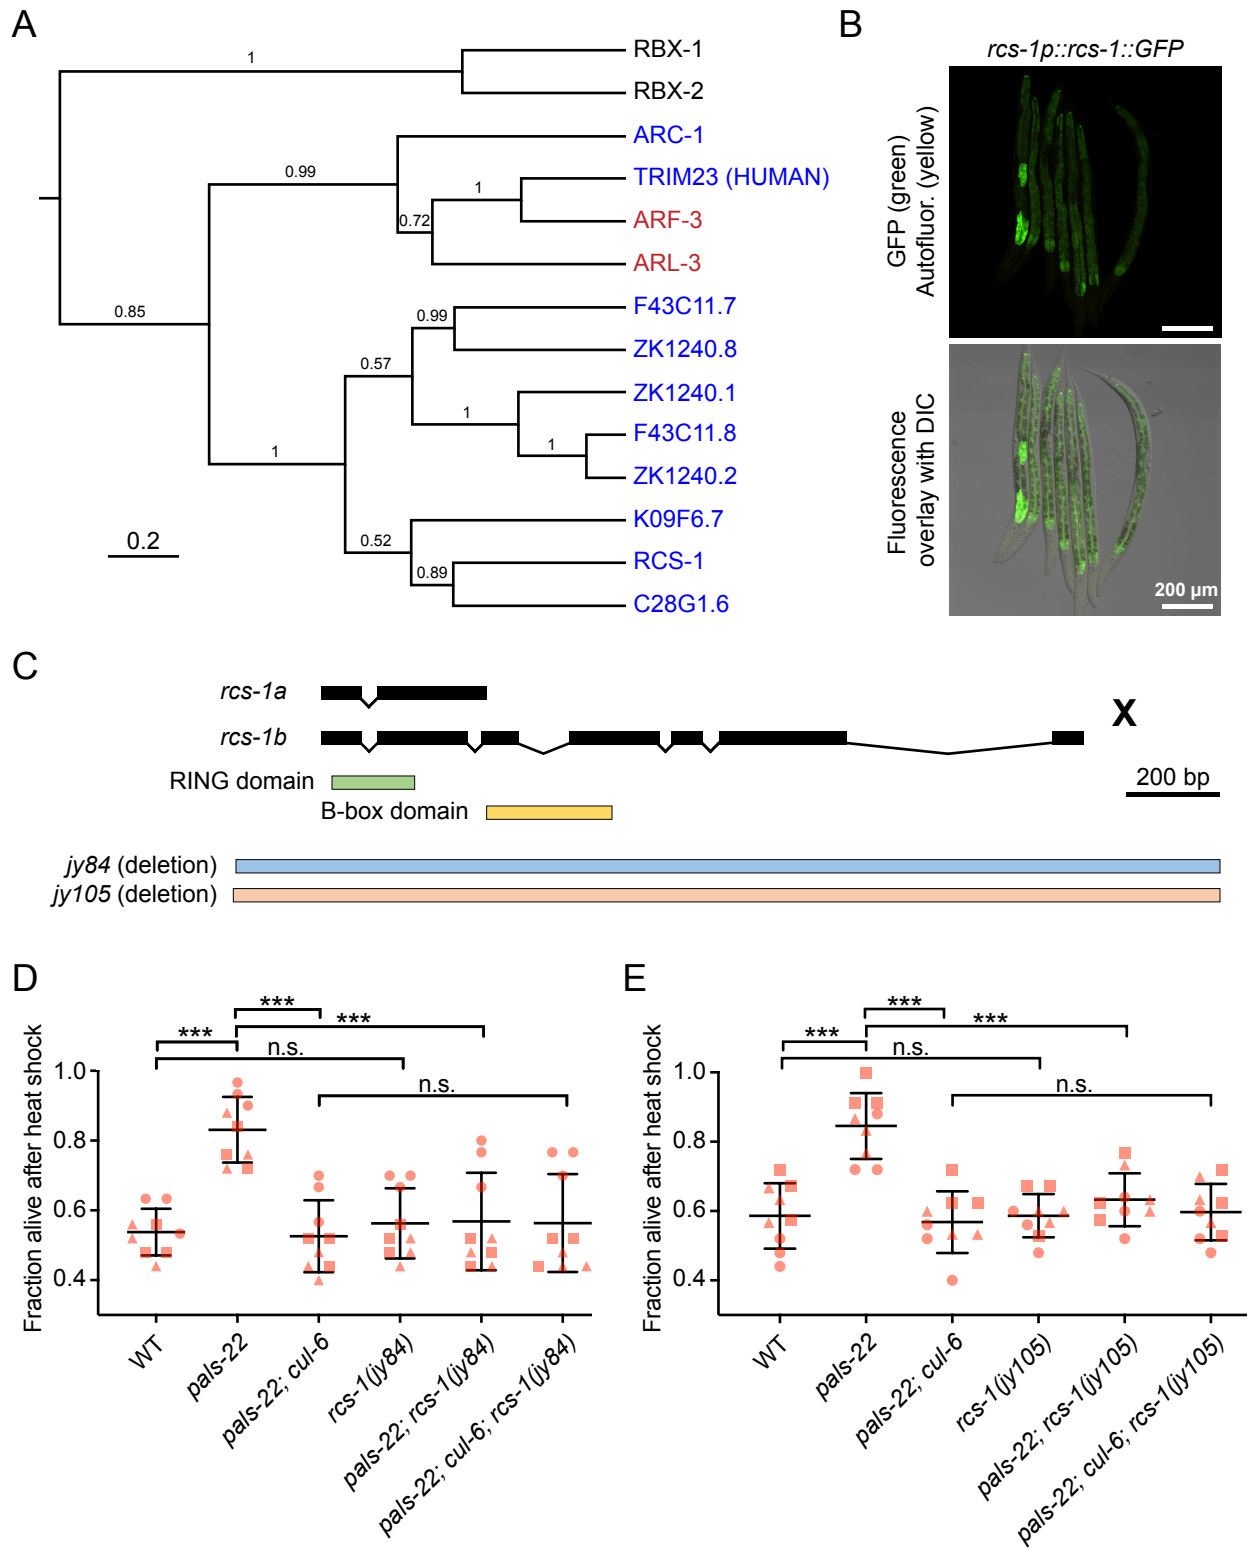 A
1
RBX-1
RBX-2
0.99
ARC-1
1
TRIM23 (HUMAN)
0.72
ARF-3
ARL-3
0.85
0.99
F43C11.7
ZK1240.8
0.57
1
ZK1240.1
1
F43C11.8
ZK1240.2
1
0.52
K09F6.7
0.89
RCS-1
C28G1.6
0.2
B
rcs-1p::rcs-1::GFP
GFP (green)
Autofluor. (yellow)
Fluorescence
overlay with DIC
200 µm
C
rcs-1a
rcs-1b
X
RING domain
200 bp
B-box domain
jy84 (deletion)
jy105 (deletion)
D
***
***
***
n.s.
n.s.
Fraction alive after heat shock
1.0
0.8
0.6
0.4
WT
pals-22
pals-22; cul-6
rcs-1(jy84)
pals-22; rcs-1(jy84)
pals-22; cul-6; rcs-1(jy84)
E
***
***
***
n.s.
n.s.
Fraction alive after heat shock
1.0
0.8
0.6
0.4
WT
pals-22
pals-22; cul-6
rcs-1(jy105)
pals-22; rcs-1(jy105)
pals-22; cul-6; rcs-1(jy105)